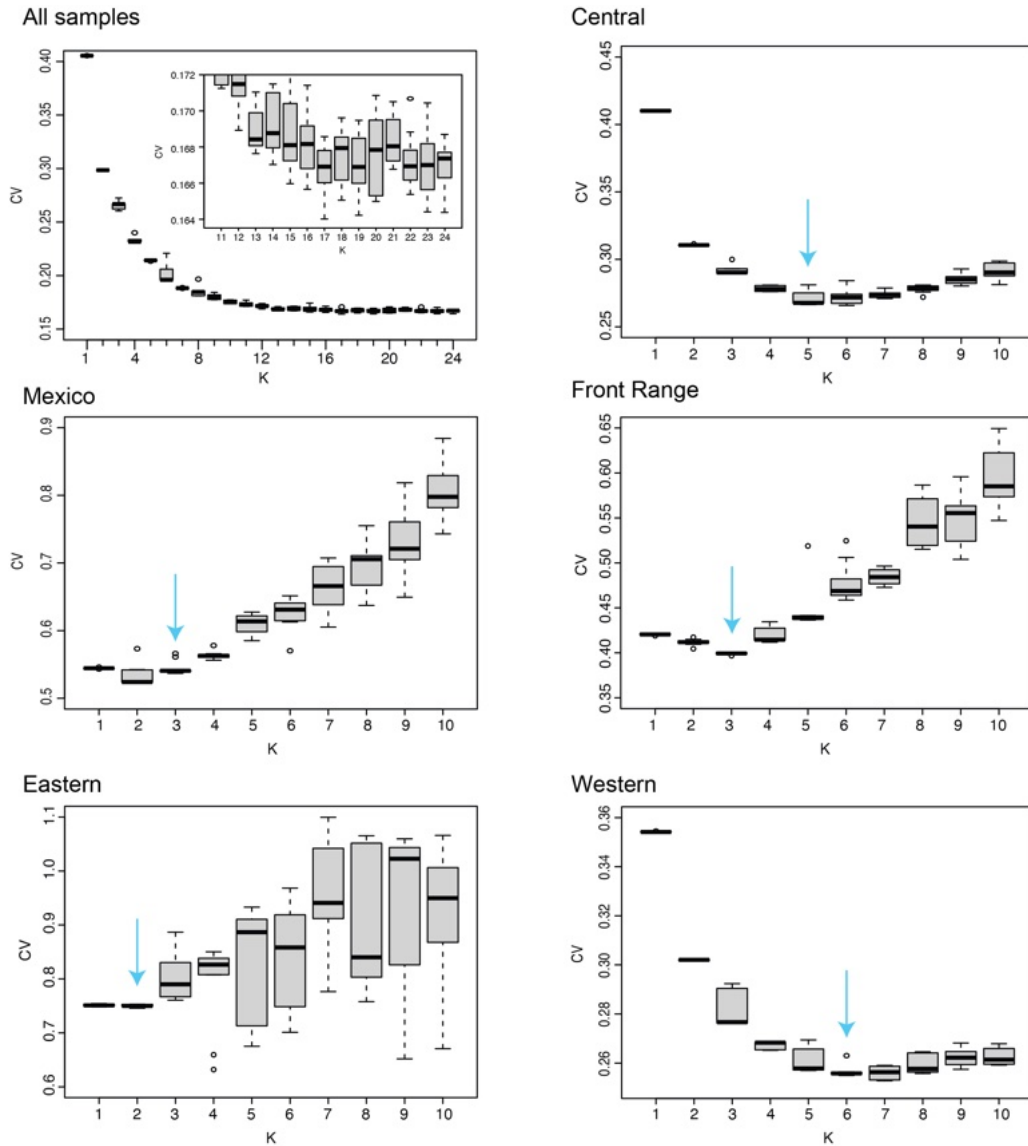 All samples
CV
0.40
0.35
0.30
0.25
0.20
0.15
1 4 8 12 16 20 24
K
CV
0.172
0.170
0.168
0.166
0.164
11 12 13 14 15 16 17 18 19 20 21 22 23 24
K
Central
CV
0.45
0.40
0.35
0.30
0.25
1 2 3 4 5 6 7 8 9 10
K
Mexico
CV
0.9
0.8
0.7
0.6
0.5
1 2 3 4 5 6 7 8 9 10
K
Front Range
CV
0.65
0.60
0.55
0.50
0.45
0.40
0.35
1 2 3 4 5 6 7 8 9 10
K
Eastern
CV
1.1
1.0
0.9
0.8
0.7
0.6
1 2 3 4 5 6 7 8 9 10
K
Western
CV
0.36
0.34
0.32
0.30
0.28
0.26
1 2 3 4 5 6 7 8 9 10
K